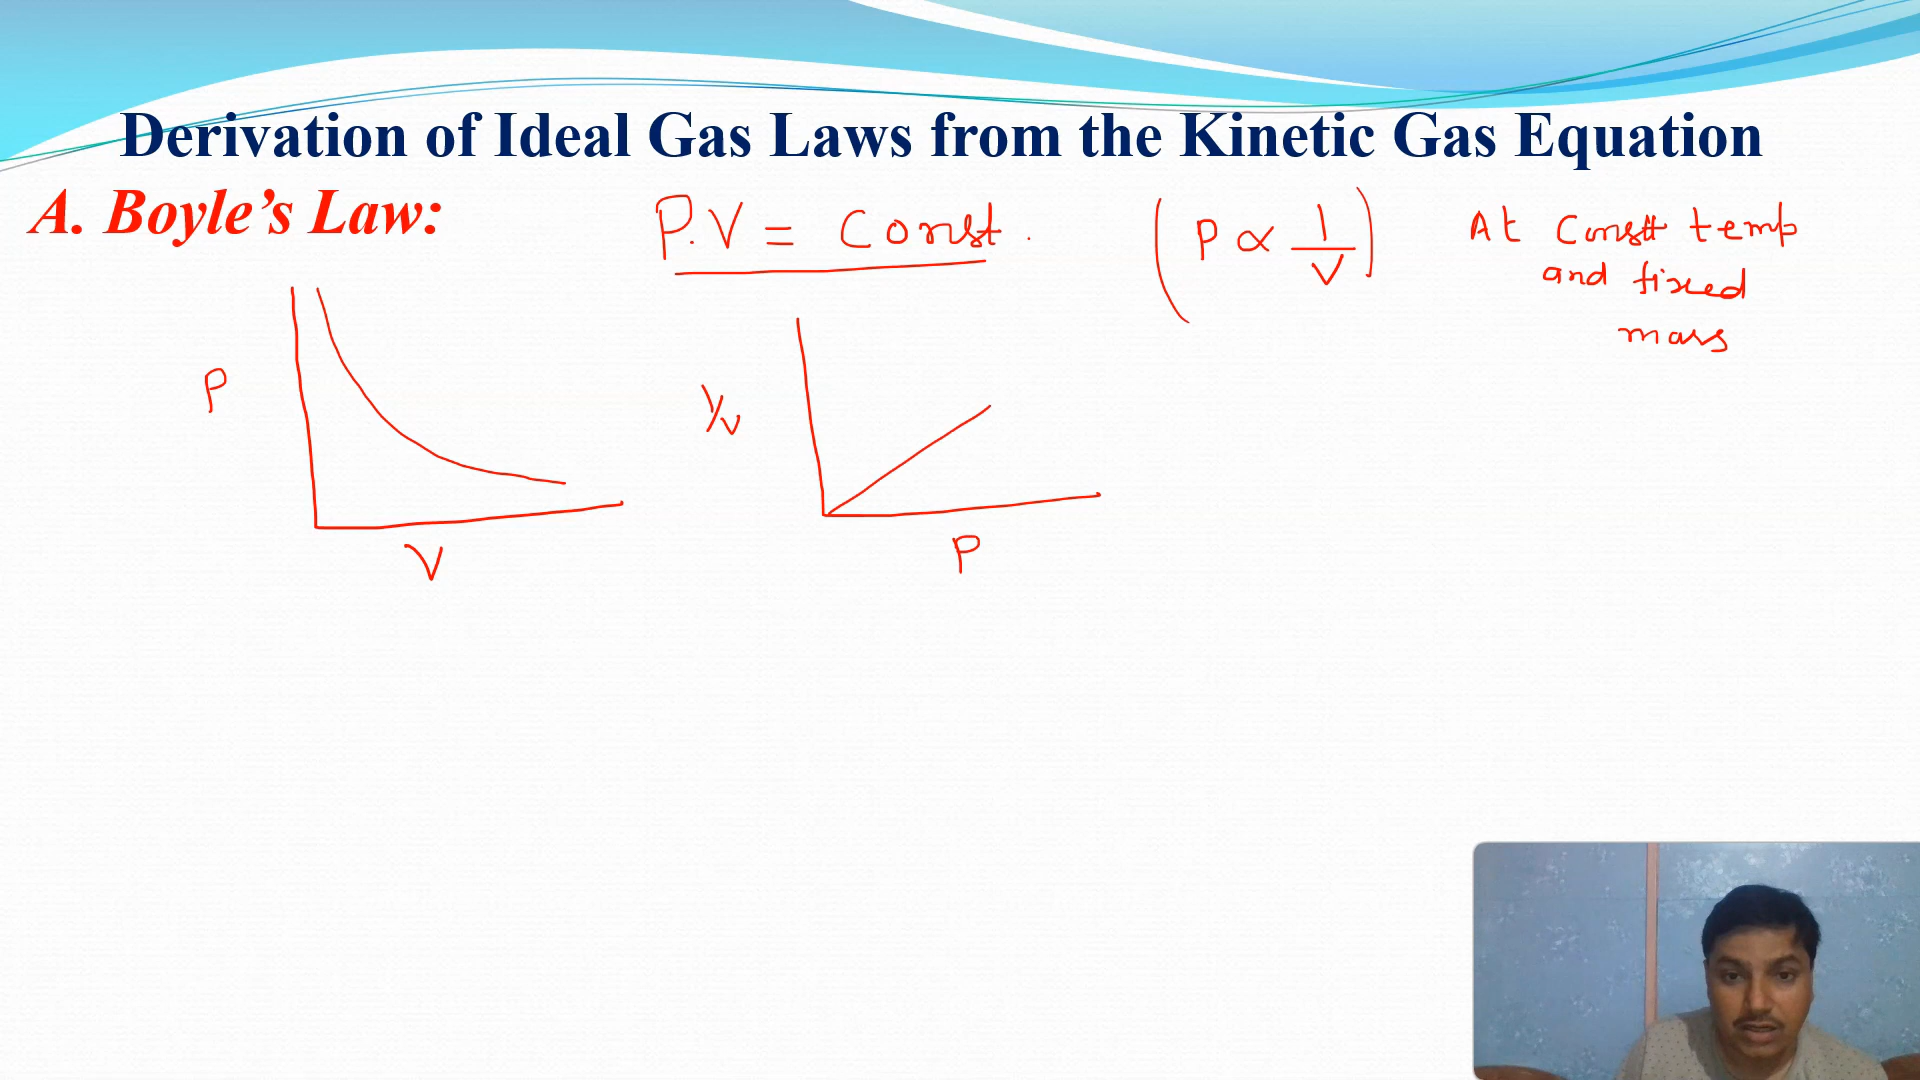 Derivation of Ideal Gas Laws from the Kinetic Gas Equation
A. Boyle's Law:
P.V = Const.
(P ∝ 1/V)
At Constt temp
and fixed
mass
P
V
1/V
P